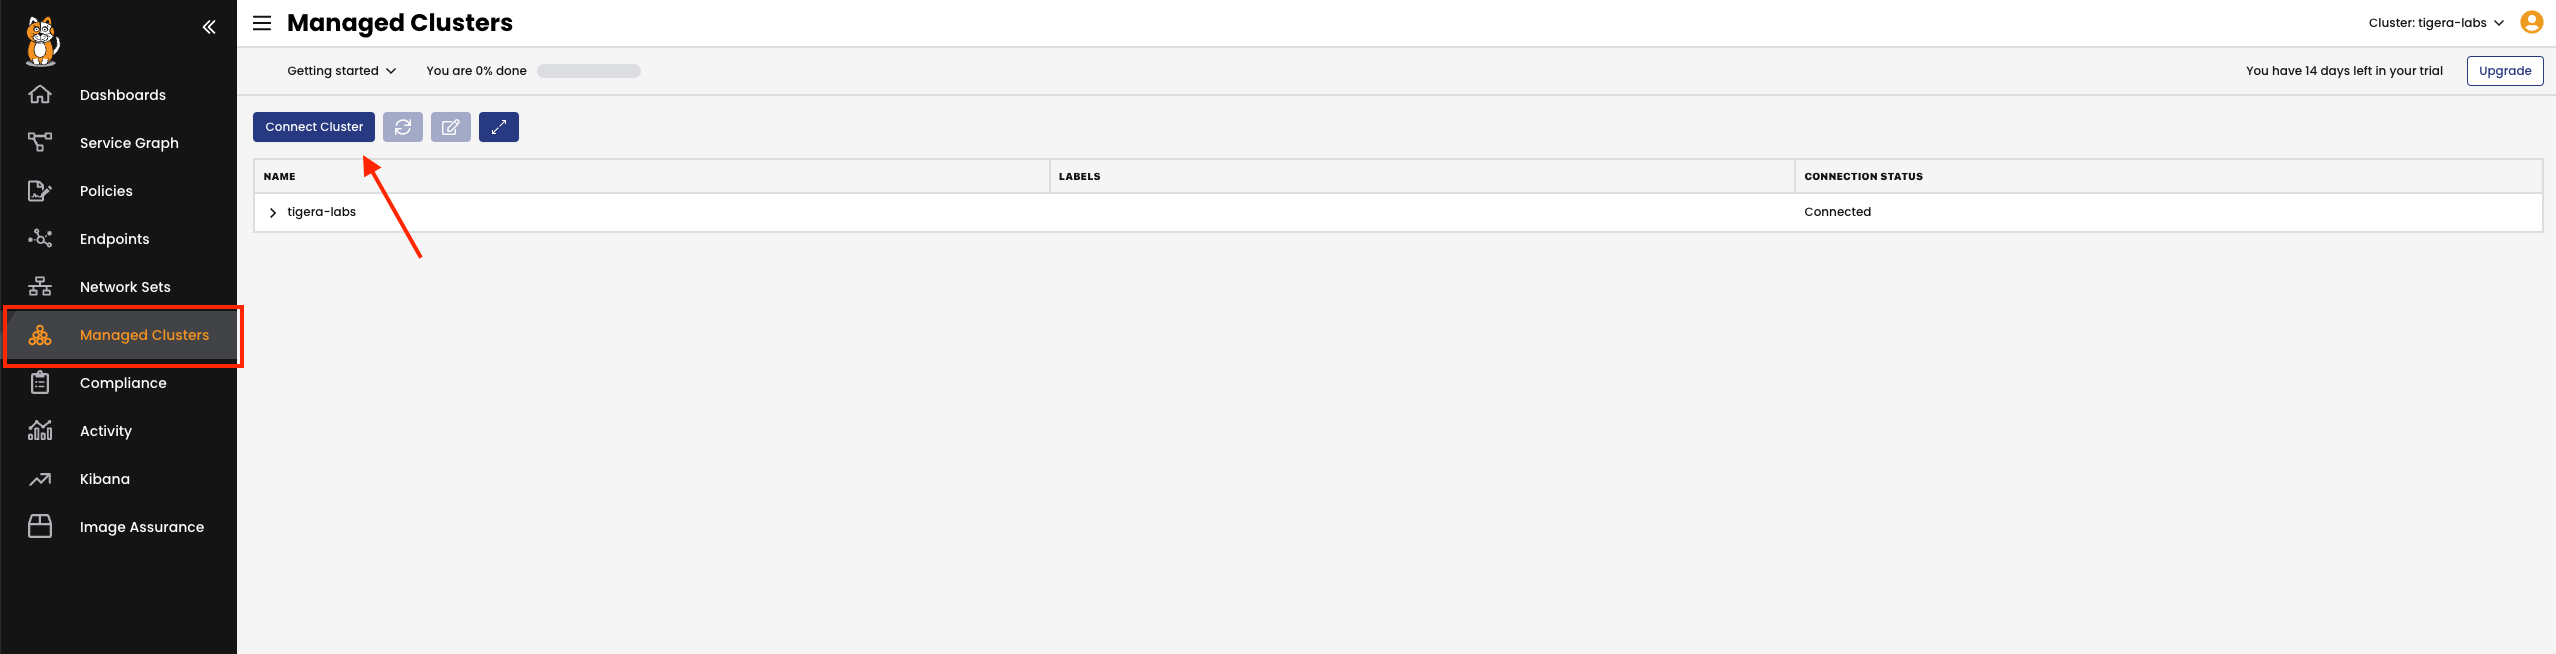 Managed Clusters
Cluster: tigera-labs
Getting started
You are 0% done
You have 14 days left in your trial
Upgrade
Dashboards
Service Graph
Policies
Endpoints
Network Sets
Managed Clusters
Compliance
Activity
Kibana
Image Assurance
Connect Cluster
NAME LABELS CONNECTION STATUS
tigera-labs Connected